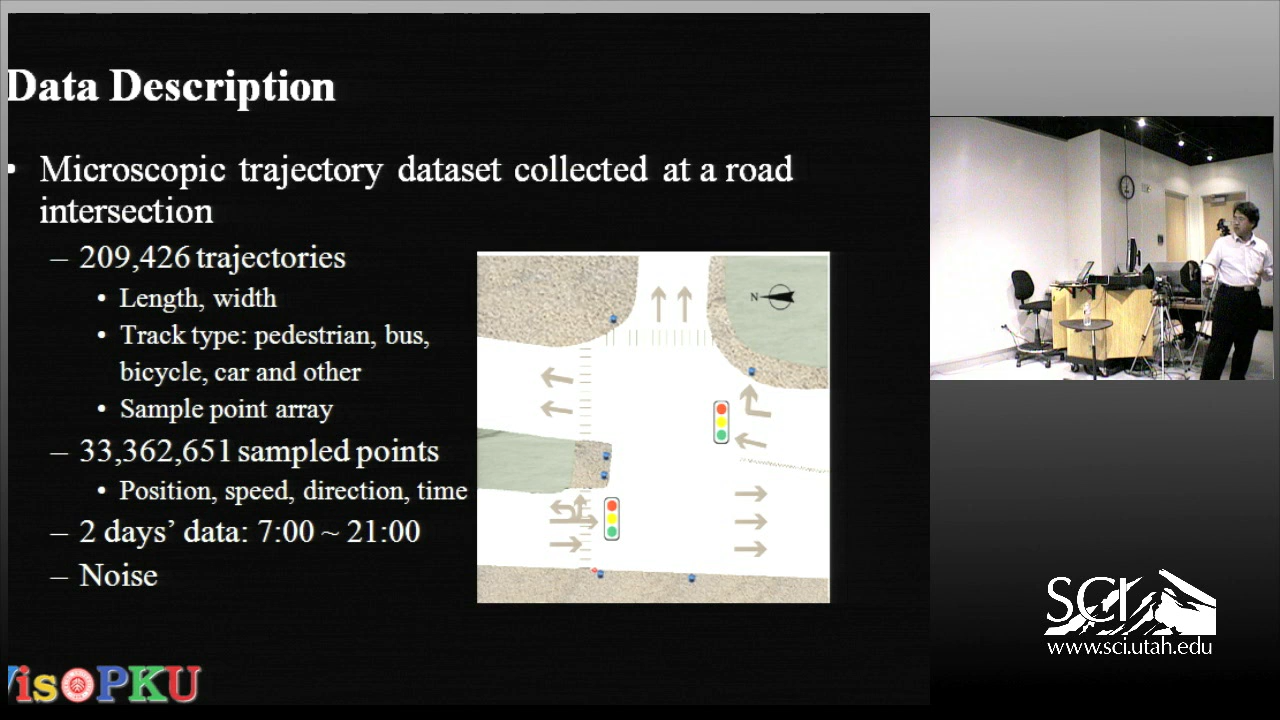 Data Description
• Microscopic trajectory dataset collected at a road
intersection
– 209,426 trajectories
• Length, width
• Track type: pedestrian, bus,
bicycle, car and other
• Sample point array
– 33,362,651 sampled points
• Position, speed, direction, time
– 2 days’ data: 7:00 ~ 21:00
– Noise
N
VisPKU
SCI
www.sci.utah.edu